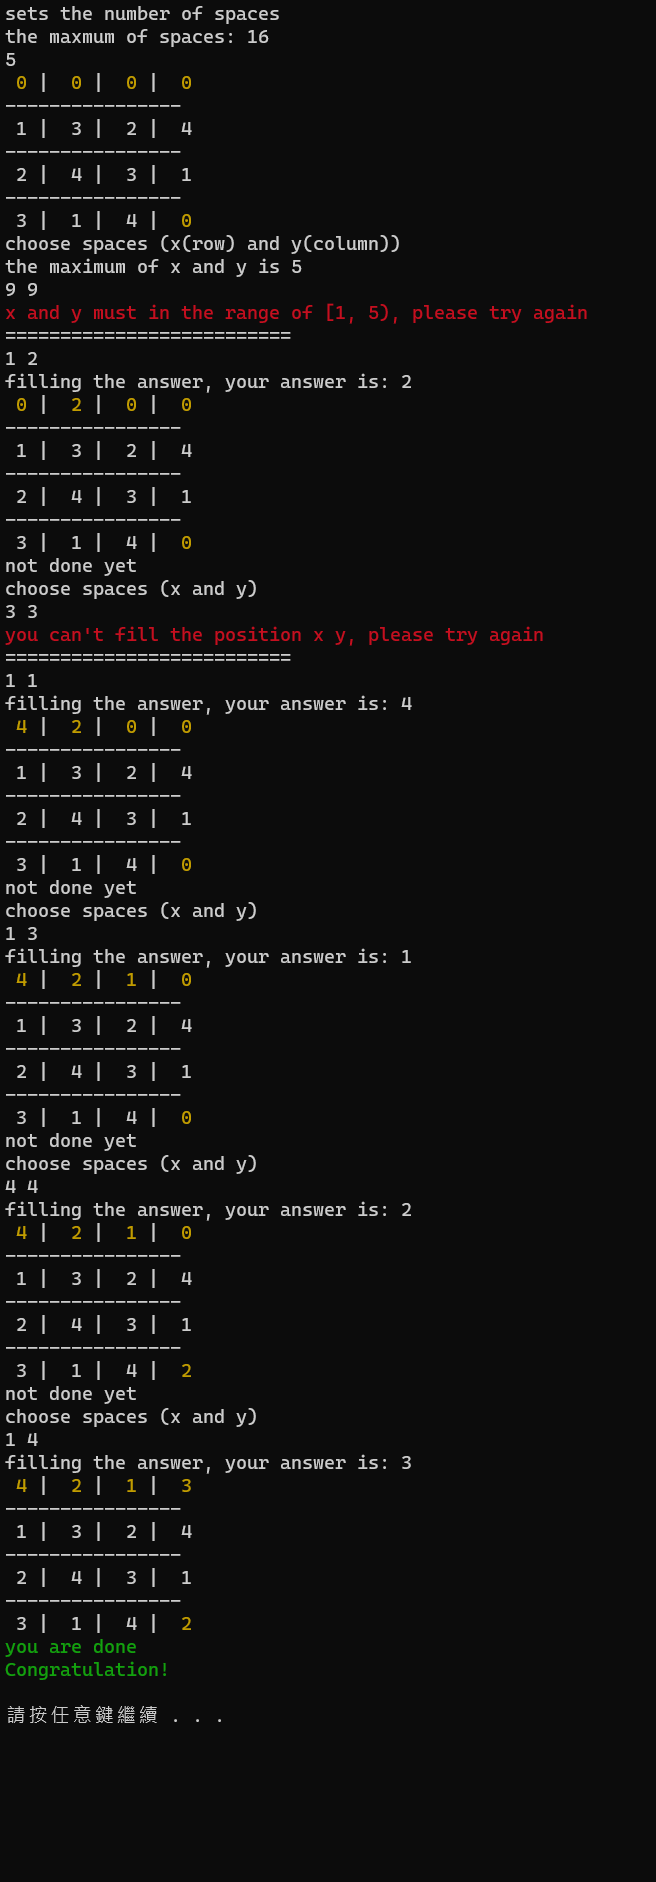 sets the number of spaces
the maxmum of spaces: 16
5
0 | 0 | 0 | 0
----------------
1 | 3 | 2 | 4
----------------
2 | 4 | 3 | 1
----------------
3 | 1 | 4 | 0
choose spaces (x(row) and y(column))
the maximum of x and y is 5
9 9
x and y must in the range of [1, 5), please try again
==========================
1 2
filling the answer, your answer is: 2
0 | 2 | 0 | 0
----------------
1 | 3 | 2 | 4
----------------
2 | 4 | 3 | 1
----------------
3 | 1 | 4 | 0
not done yet
choose spaces (x and y)
3 3
you can't fill the position x y, please try again
==========================
1 1
filling the answer, your answer is: 4
4 | 2 | 0 | 0
----------------
1 | 3 | 2 | 4
----------------
2 | 4 | 3 | 1
----------------
3 | 1 | 4 | 0
not done yet
choose spaces (x and y)
1 3
filling the answer, your answer is: 1
4 | 2 | 1 | 0
----------------
1 | 3 | 2 | 4
----------------
2 | 4 | 3 | 1
----------------
3 | 1 | 4 | 0
not done yet
choose spaces (x and y)
4 4
filling the answer, your answer is: 2
4 | 2 | 1 | 0
----------------
1 | 3 | 2 | 4
----------------
2 | 4 | 3 | 1
----------------
3 | 1 | 4 | 2
not done yet
choose spaces (x and y)
1 4
filling the answer, your answer is: 3
4 | 2 | 1 | 3
----------------
1 | 3 | 2 | 4
----------------
2 | 4 | 3 | 1
----------------
3 | 1 | 4 | 2
you are done
Congratulation!
請按任意鍵繼續 . . .